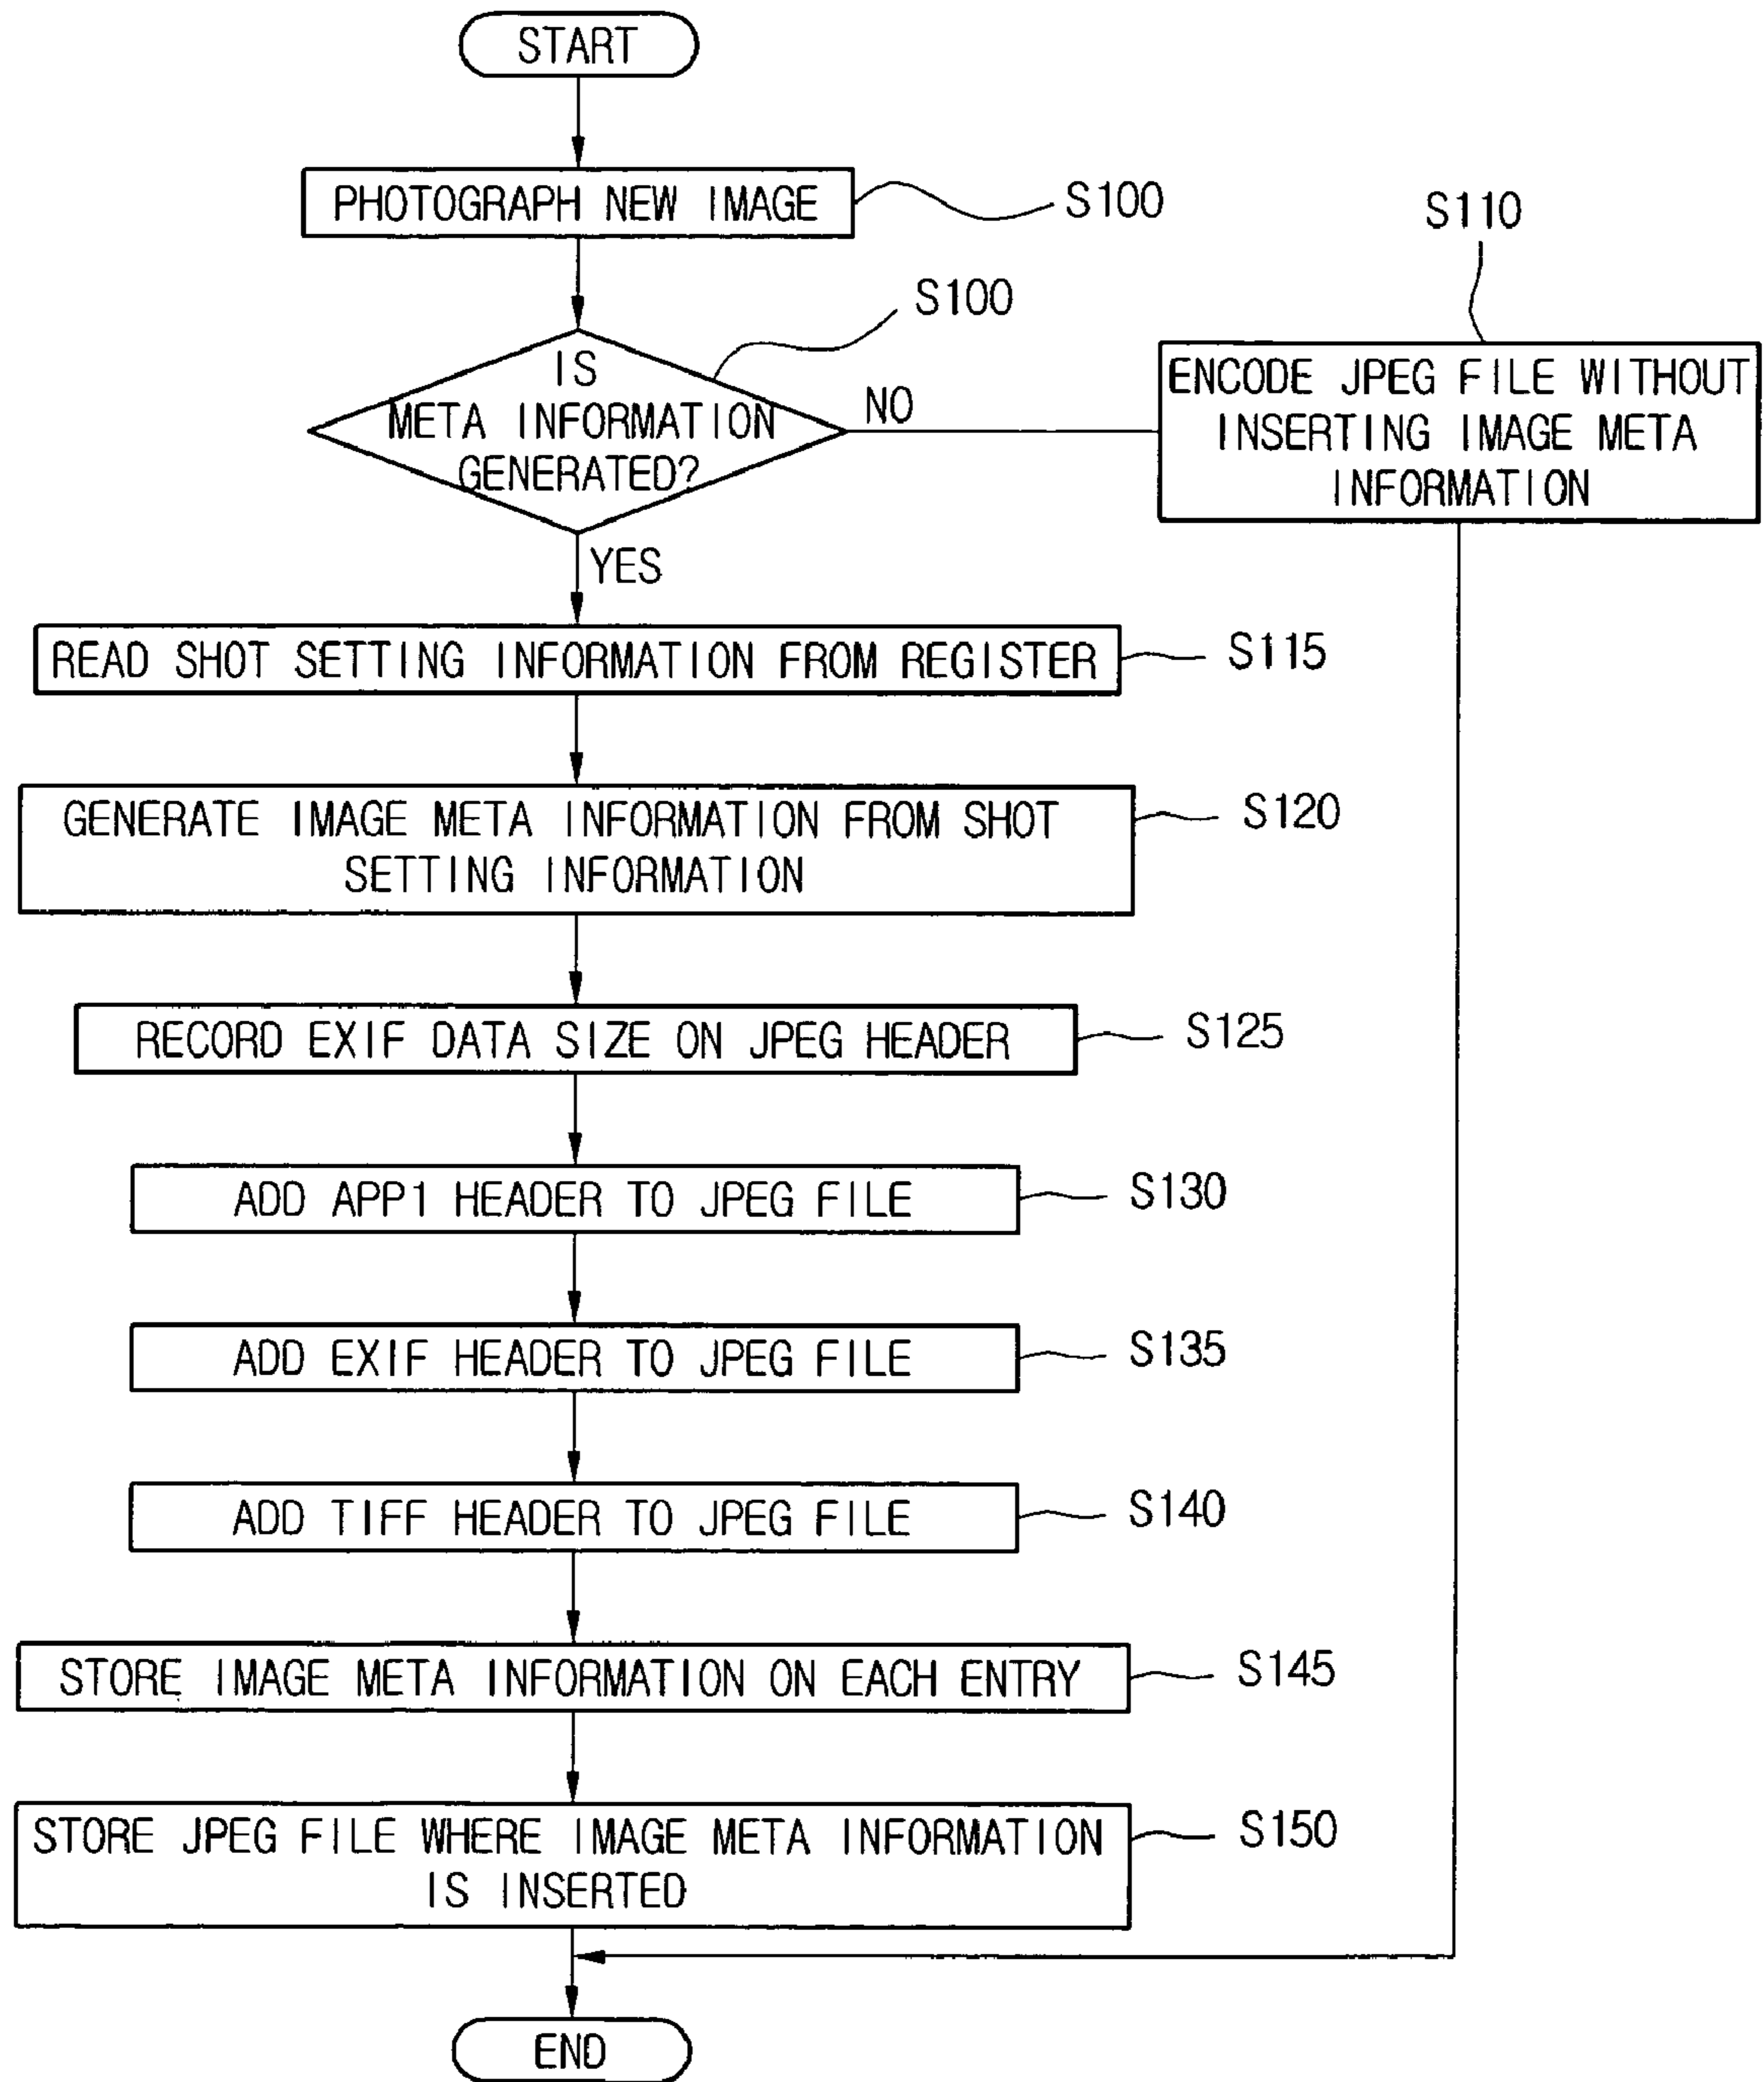 START
PHOTOGRAPH NEW IMAGE
S100
S110
S100
IS
META INFORMATION
GENERATED?
NO
ENCODE JPEG FILE WITHOUT
INSERTING IMAGE META
INFORMATION
YES
READ SHOT SETTING INFORMATION FROM REGISTER
S115
GENERATE IMAGE META INFORMATION FROM SHOT
SETTING INFORMATION
S120
RECORD EXIF DATA SIZE ON JPEG HEADER
S125
ADD APP1 HEADER TO JPEG FILE
S130
ADD EXIF HEADER TO JPEG FILE
S135
ADD TIFF HEADER TO JPEG FILE
S140
STORE IMAGE META INFORMATION ON EACH ENTRY
S145
STORE JPEG FILE WHERE IMAGE META INFORMATION
IS INSERTED
S150
END